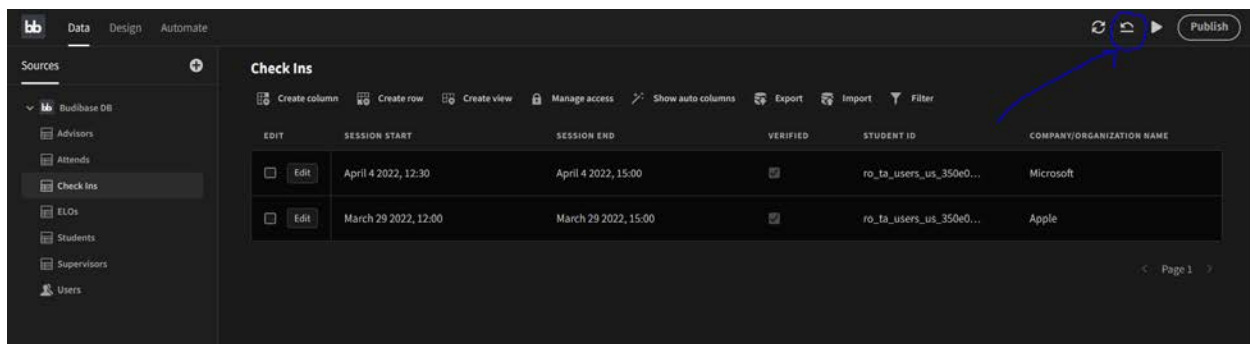 bb Data Design Automate Publish
Sources Check Ins
Create column Create row Create view Manage access Show auto columns Export Import Filter
bb Budibase DB
Advisors
Attends
Check Ins
ELOs
Students
Supervisors
Users
EDIT SESSION START SESSION END VERIFIED STUDENT ID COMPANY/ORGANIZATION NAME
Edit April 4 2022, 12:30 April 4 2022, 15:00 ro_ta_users_us_350e0... Microsoft
Edit March 29 2022, 12:00 March 29 2022, 15:00 ro_ta_users_us_350e0... Apple
Page 1